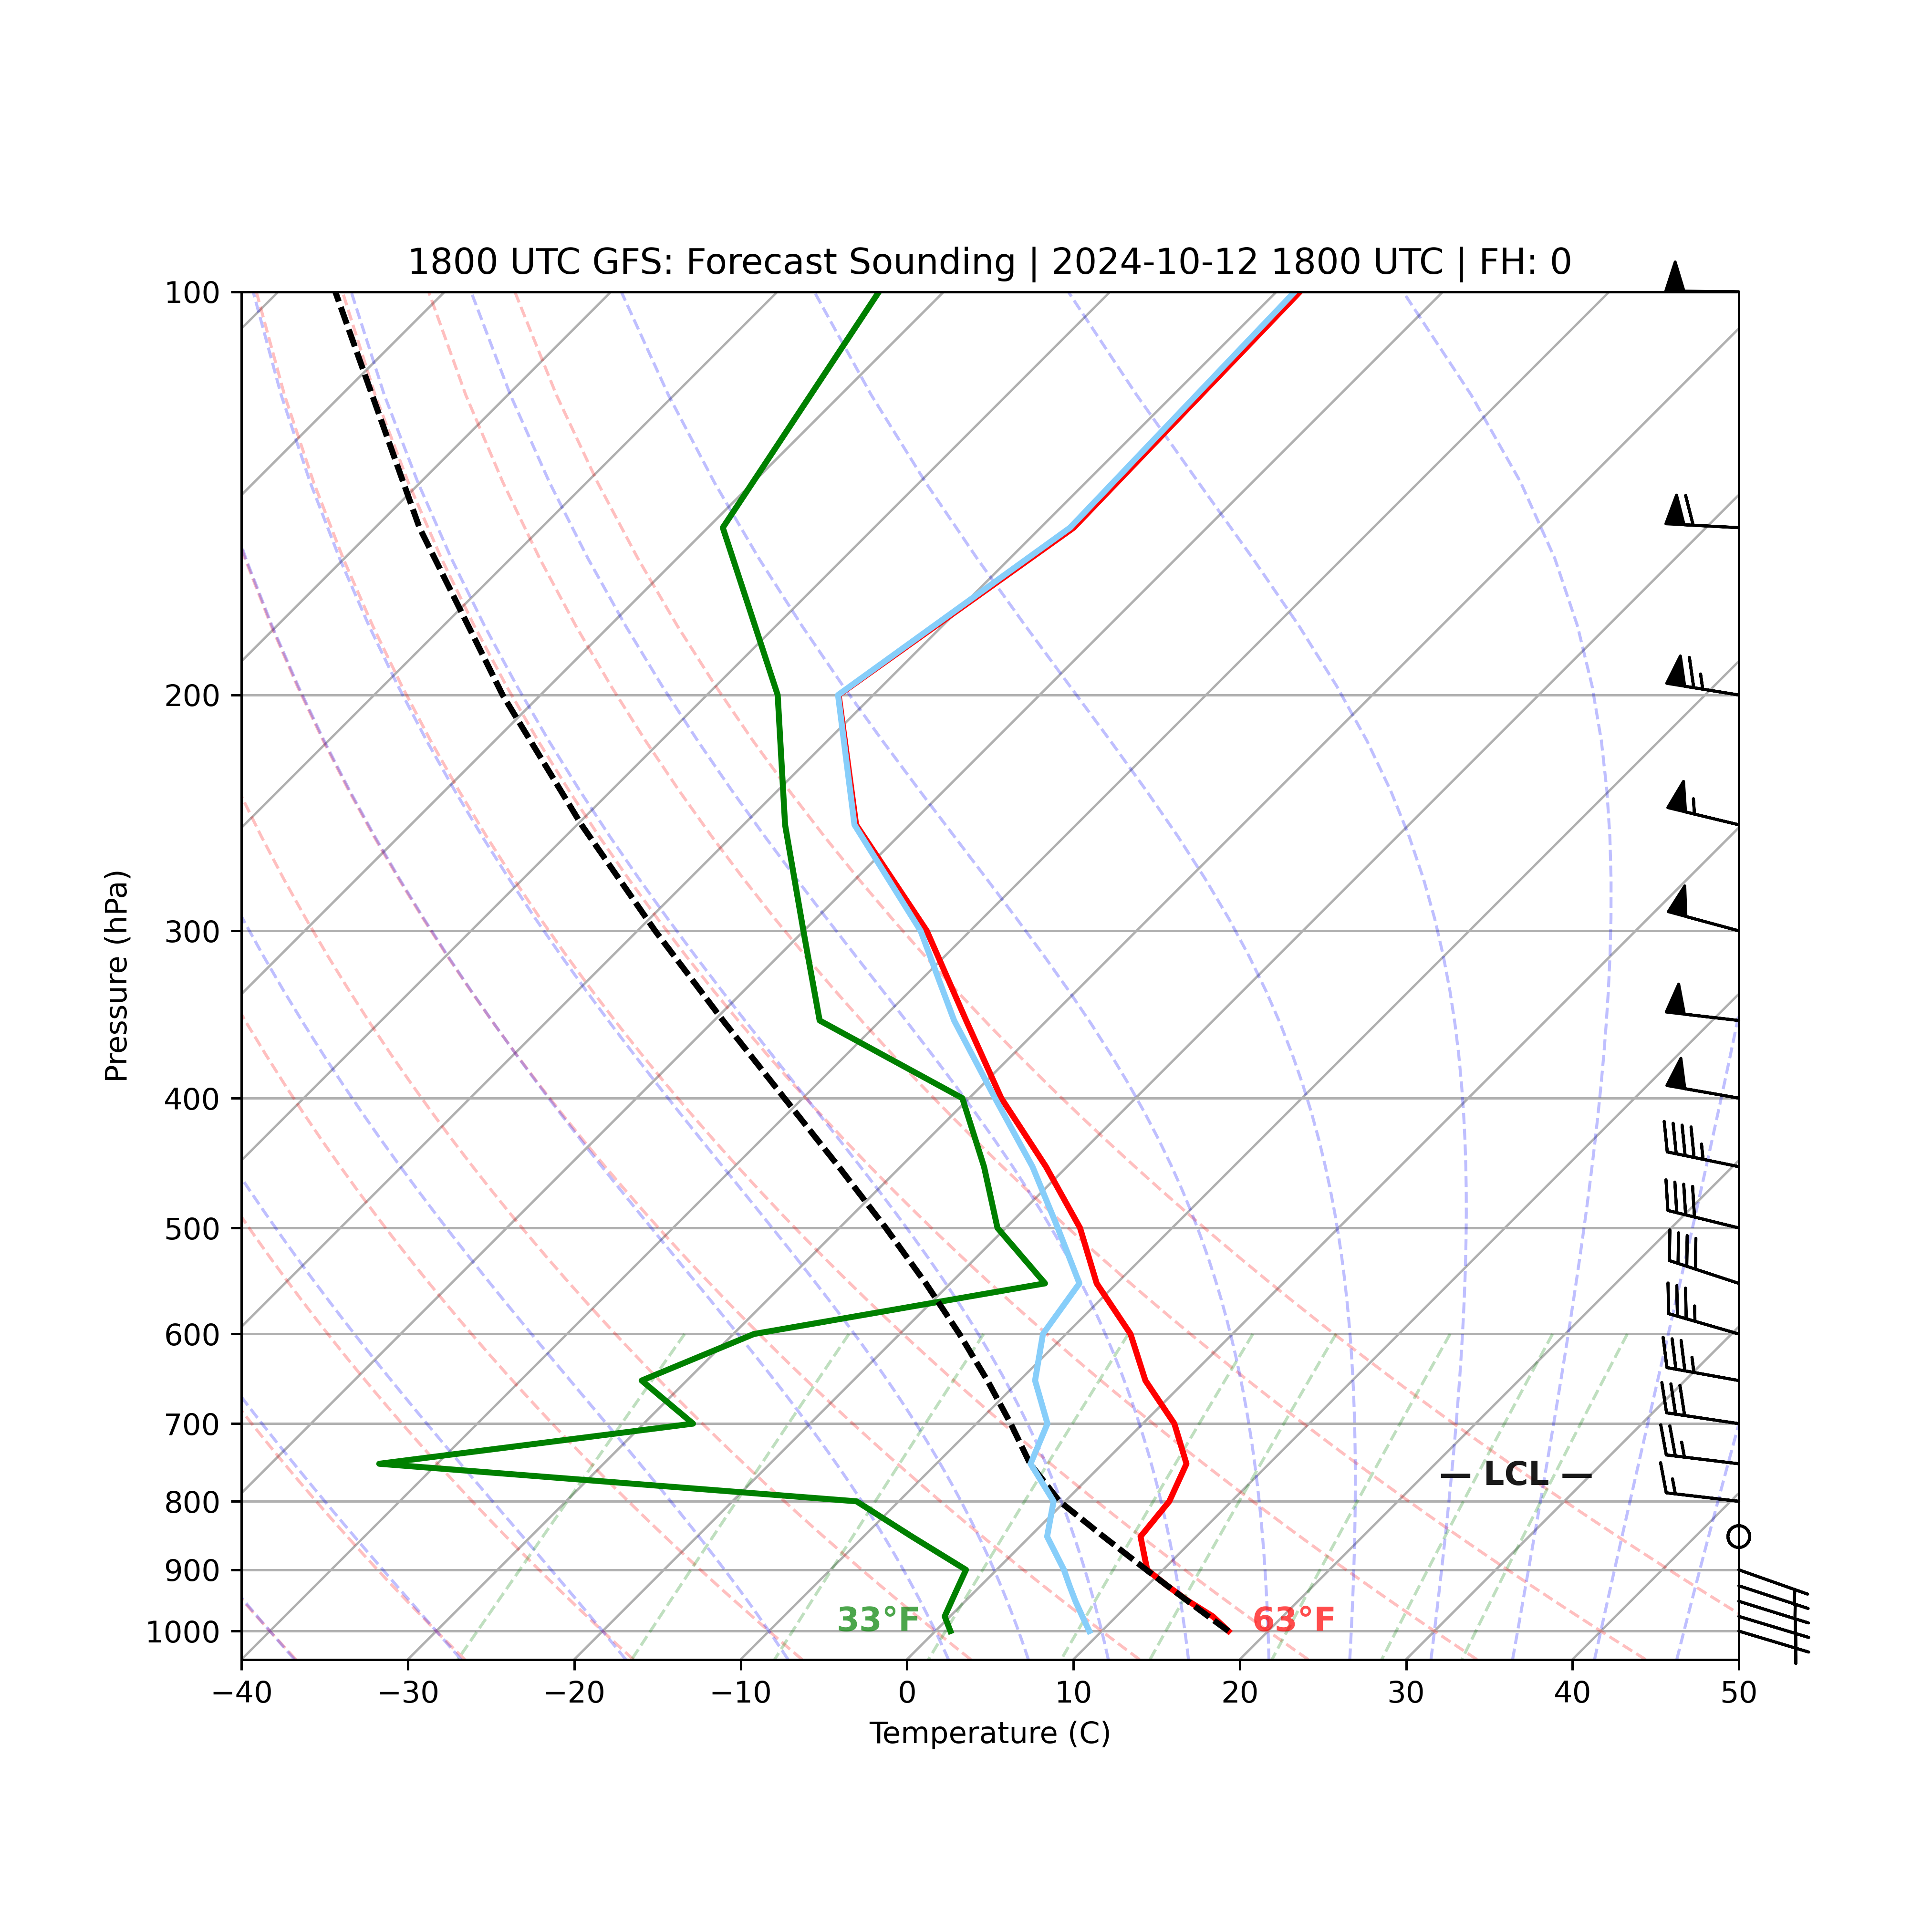 1800 UTC GFS: Forecast Sounding | 2024-10-12 1800 UTC | FH: 0
100
200
300
Pressure (hPa)
400
500
600
700
— LCL —
800
900
33°F 63°F
1000
−40 −30 −20 −10 0 10 20 30 40 50
Temperature (C)